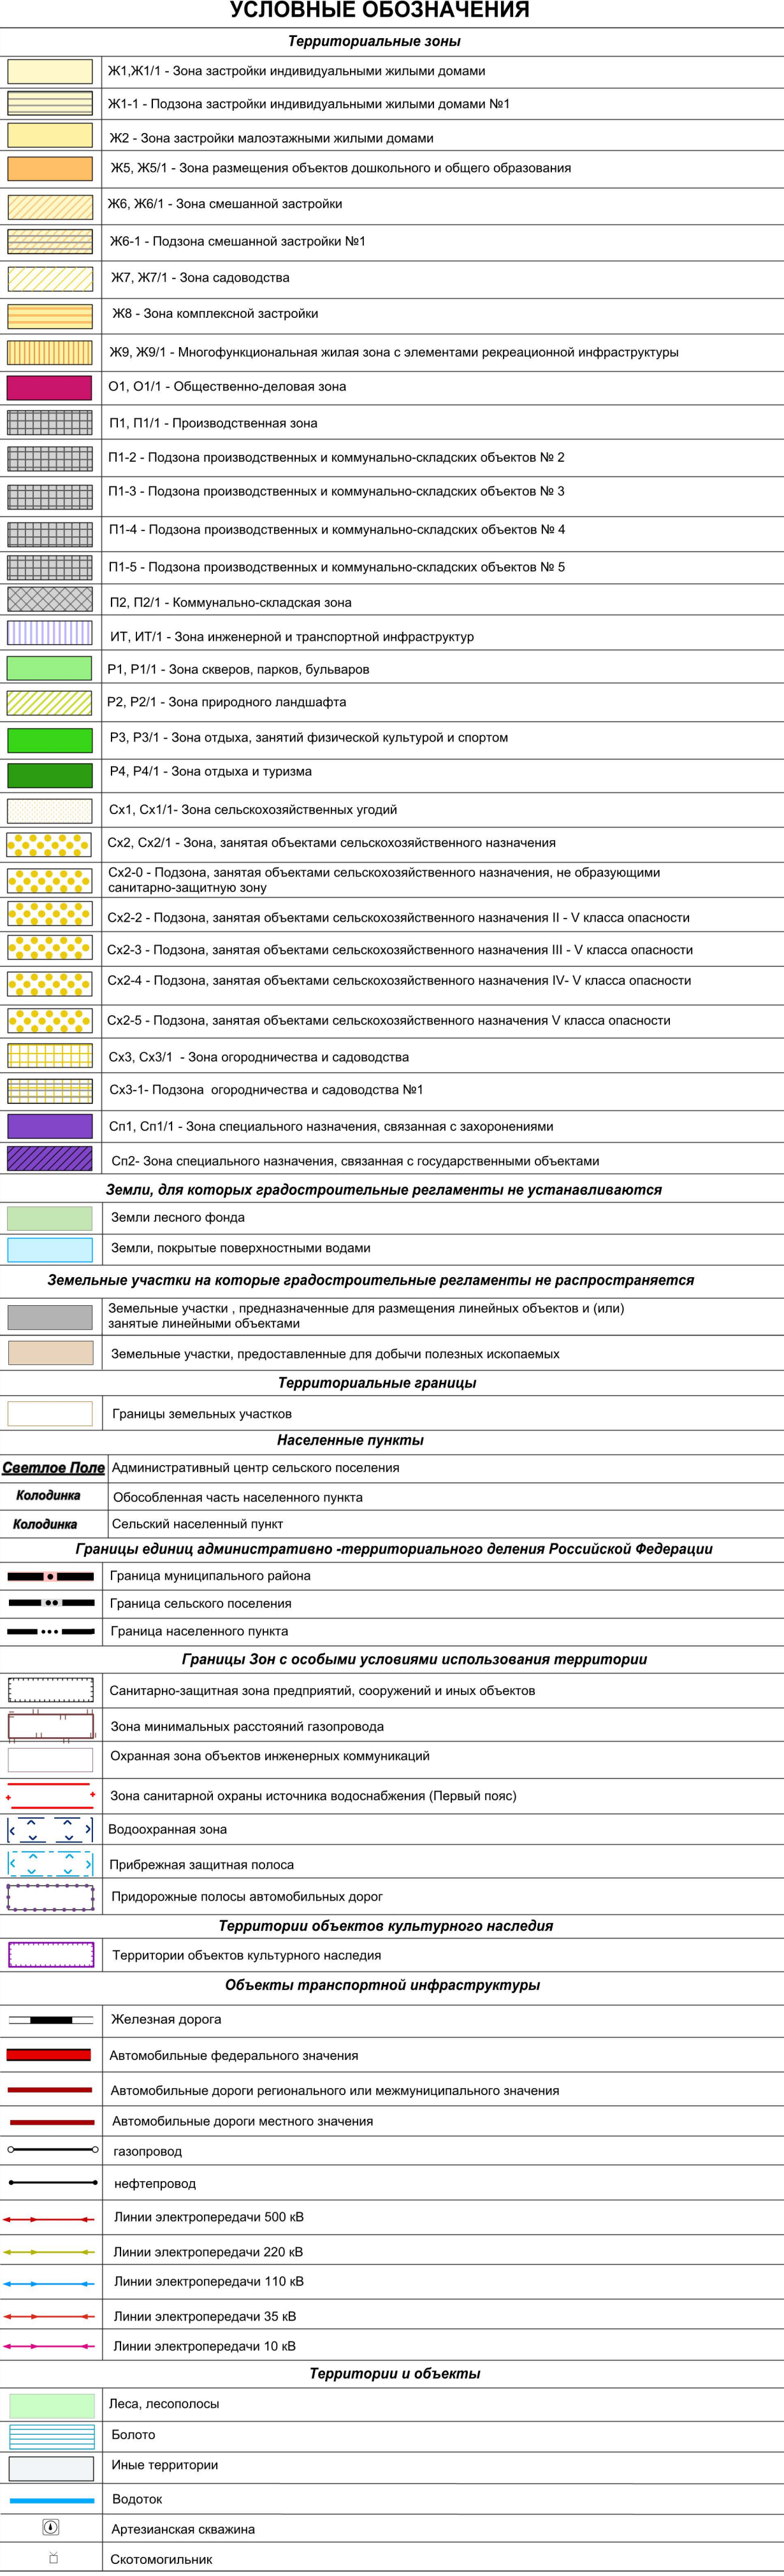 УСЛОВНЫЕ ОБОЗНАЧЕНИЯ
Территориальные зоны
Ж1,Ж1/1 - Зона застройки индивидуальными жилыми домами
Ж1-1 - Подзона застройки индивидуальными жилыми домами №1
Ж2 - Зона застройки малоэтажными жилыми домами
Ж5, Ж5/1 - Зона размещения объектов дошкольного и общего образования
Ж6, Ж6/1 - Зона смешанной застройки
Ж6-1 - Подзона смешанной застройки №1
Ж7, Ж7/1 - Зона садоводства
Ж8 - Зона комплексной застройки
Ж9, Ж9/1 - Многофункциональная жилая зона с элементами рекреационной инфраструктуры
О1, О1/1 - Общественно-деловая зона
П1, П1/1 - Производственная зона
П1-2 - Подзона производственных и коммунально-складских объектов № 2
П1-3 - Подзона производственных и коммунально-складских объектов № 3
П1-4 - Подзона производственных и коммунально-складских объектов № 4
П1-5 - Подзона производственных и коммунально-складских объектов № 5
П2, П2/1 - Коммунально-складская зона
ИТ, ИТ/1 - Зона инженерной и транспортной инфраструктур
Р1, Р1/1 - Зона скверов, парков, бульваров
Р2, Р2/1 - Зона природного ландшафта
Р3, Р3/1 - Зона отдыха, занятий физической культурой и спортом
Р4, Р4/1 - Зона отдыха и туризма
Сх1, Сх1/1- Зона сельскохозяйственных угодий
Сх2, Сх2/1 - Зона, занятая объектами сельскохозяйственного назначения
Сх2-0 - Подзона, занятая объектами сельскохозяйственного назначения, не образующими
санитарно-защитную зону
Сх2-2 - Подзона, занятая объектами сельскохозяйственного назначения II - V класса опасности
Сх2-3 - Подзона, занятая объектами сельскохозяйственного назначения III - V класса опасности
Сх2-4 - Подзона, занятая объектами сельскохозяйственного назначения IV- V класса опасности
Сх2-5 - Подзона, занятая объектами сельскохозяйственного назначения V класса опасности
Сх3, Сх3/1 - Зона огородничества и садоводства
Сх3-1- Подзона огородничества и садоводства №1
Сп1, Сп1/1 - Зона специального назначения, связанная с захоронениями
Сп2- Зона специального назначения, связанная с государственными объектами
Земли, для которых градостроительные регламенты не устанавливаются
Земли лесного фонда
Земли, покрытые поверхностными водами
Земельные участки на которые градостроительные регламенты не распространяется
Земельные участки , предназначенные для размещения линейных объектов и (или)
занятые линейными объектами
Земельные участки, предоставленные для добычи полезных ископаемых
Территориальные границы
Границы земельных участков
Населенные пункты
Светлое Поле Административный центр сельского поселения
Колодинка Обособленная часть населенного пункта
Колодинка Сельский населенный пункт
Границы единиц административно -территориального деления Российской Федерации
Граница муниципального района
Граница сельского поселения
Граница населенного пункта
Границы Зон с особыми условиями использования территории
Санитарно-защитная зона предприятий, сооружений и иных объектов
Зона минимальных расстояний газопровода
Охранная зона объектов инженерных коммуникаций
Зона санитарной охраны источника водоснабжения (Первый пояс)
Водоохранная зона
Прибрежная защитная полоса
Придорожные полосы автомобильных дорог
Территории объектов культурного наследия
Территории объектов культурного наследия
Объекты транспортной инфраструктуры
Железная дорога
Автомобильные федерального значения
Автомобильные дороги регионального или межмуниципального значения
Автомобильные дороги местного значения
газопровод
нефтепровод
Линии электропередачи 500 кВ
Линии электропередачи 220 кВ
Линии электропередачи 110 кВ
Линии электропередачи 35 кВ
Линии электропередачи 10 кВ
Территории и объекты
Леса, лесополосы
Болото
Иные территории
Водоток
Артезианская скважина
Скотомогильник